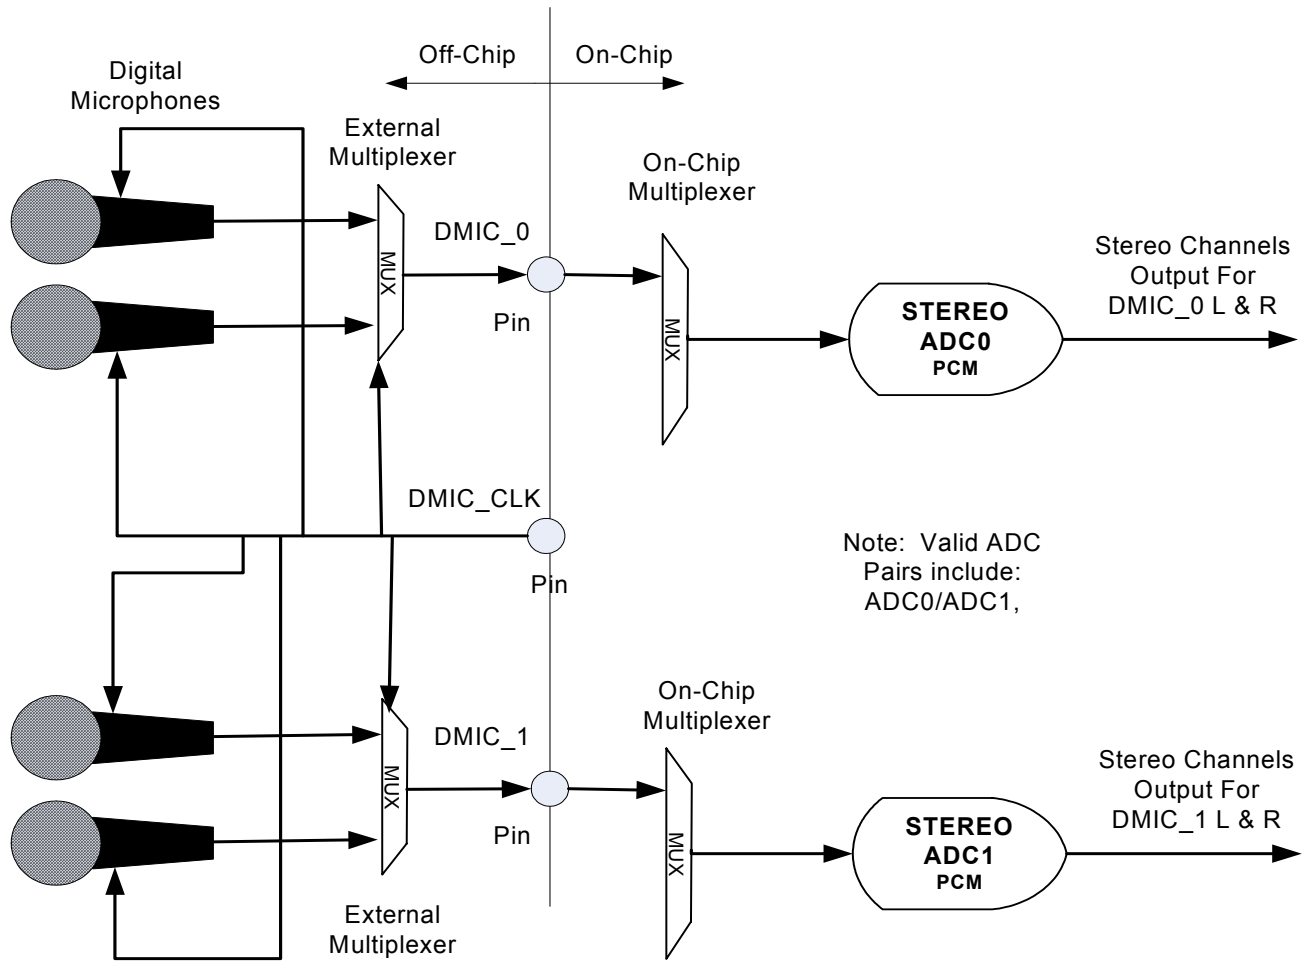 Off-Chip
On-Chip
Digital
Microphones
External
Multiplexer
On-Chip
Multiplexer
DMIC_0
MUX
Pin
MUX
STEREO
ADC0
PCM
Stereo Channels
Output For
DMIC_0 L & R
DMIC_CLK
Pin
Note: Valid ADC
Pairs include:
ADC0/ADC1,
On-Chip
Multiplexer
DMIC_1
MUX
Pin
MUX
STEREO
ADC1
PCM
Stereo Channels
Output For
DMIC_1 L & R
External
Multiplexer